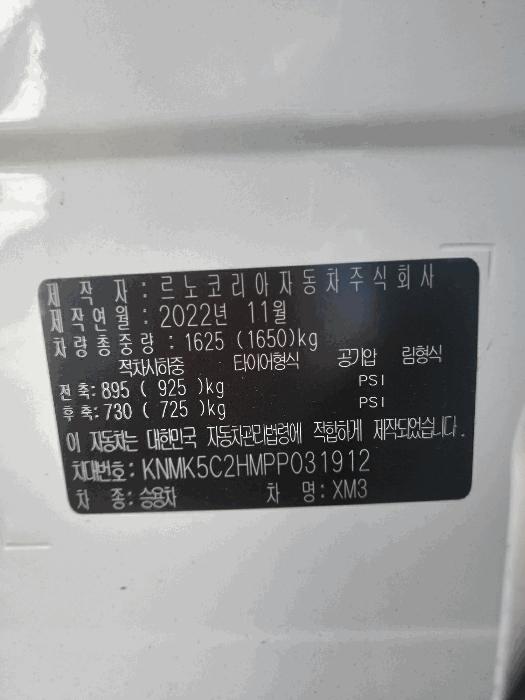 제 작 자 : 르노코리아자동차주식회사
제작연월 : 2022년 11월
차량총중량 : 1625 (1650)kg
적차시하중 타이어형식 공기압 림형식
전축: 895 ( 925 )kg PSI
후축: 730 ( 725 )kg PSI
이 자동차는 대한민국 자동차관리법령에 적합하게 제작되었습니다.
차대번호: KNMK5C2HMPP031912
차 종: 승용차 차 명: XM3